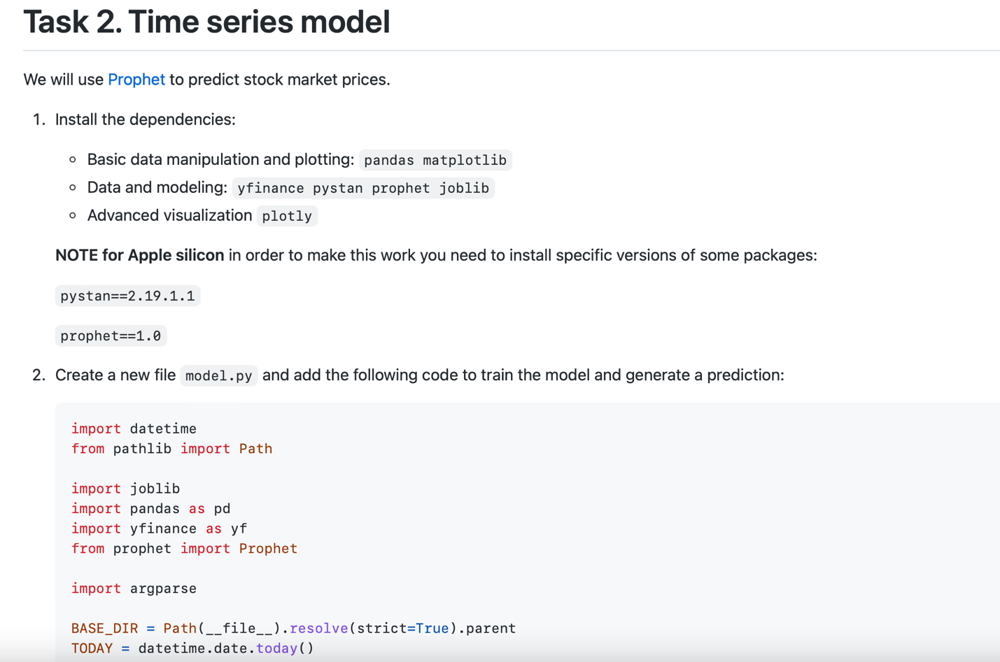 Task 2. Time series model
We will use Prophet to predict stock market prices.
1. Install the dependencies:
Basic data manipulation and plotting: pandas matplotlib
Data and modeling: yfinance pystan prophet joblib
Advanced visualization plotly
NOTE for Apple silicon in order to make this work you need to install specific versions of some packages:
pystan==2.19.1.1
prophet==1.0
2. Create a new file model.py and add the following code to train the model and generate a prediction:
import datetime
from pathlib import Path
import joblib
import pandas as pd
import yfinance as yf
from prophet import Prophet
import argparse
BASE_DIR = Path(__file__).resolve(strict=True).parent
TODAY = datetime.date.today()